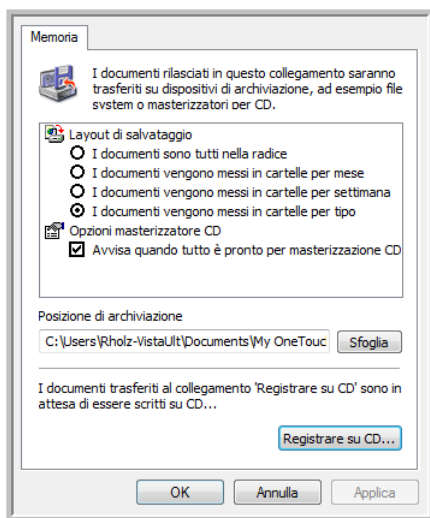 Memoria
I documenti rilasciati in questo collegamento saranno
trasferiti su dispositivi di archiviazione, ad esempio file
system o masterizzatori per CD.
Layout di salvataggio
I documenti sono tutti nella radice
I documenti vengono messi in cartelle per mese
I documenti vengono messi in cartelle per settimana
I documenti vengono messi in cartelle per tipo
Opzioni masterizzatore CD
Avvisa quando tutto è pronto per masterizzazione CD
Posizione di archiviazione
C:\Users\Rholz-VistaUlt\Documents\My OneTouc Sfoglia
I documenti trasferiti al collegamento 'Registrare su CD' sono in
attesa di essere scritti su CD...
Registrare su CD...
OK Annulla Applica